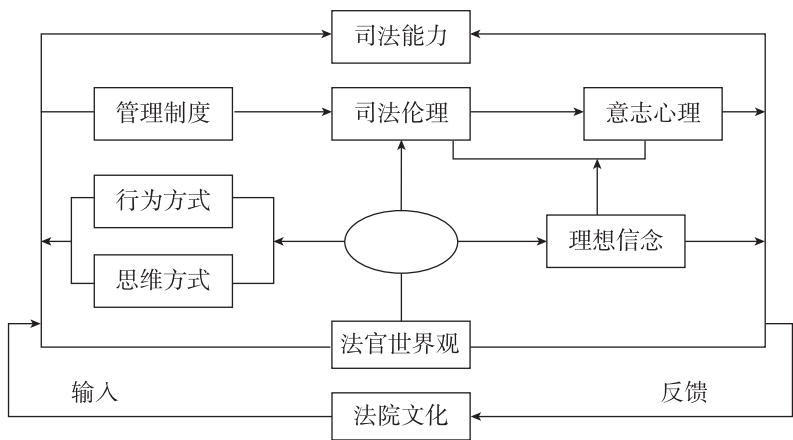 司法能力
管理制度
司法伦理
意志心理
行为方式
理想信念
思维方式
法官世界观
输入
反馈
法院文化